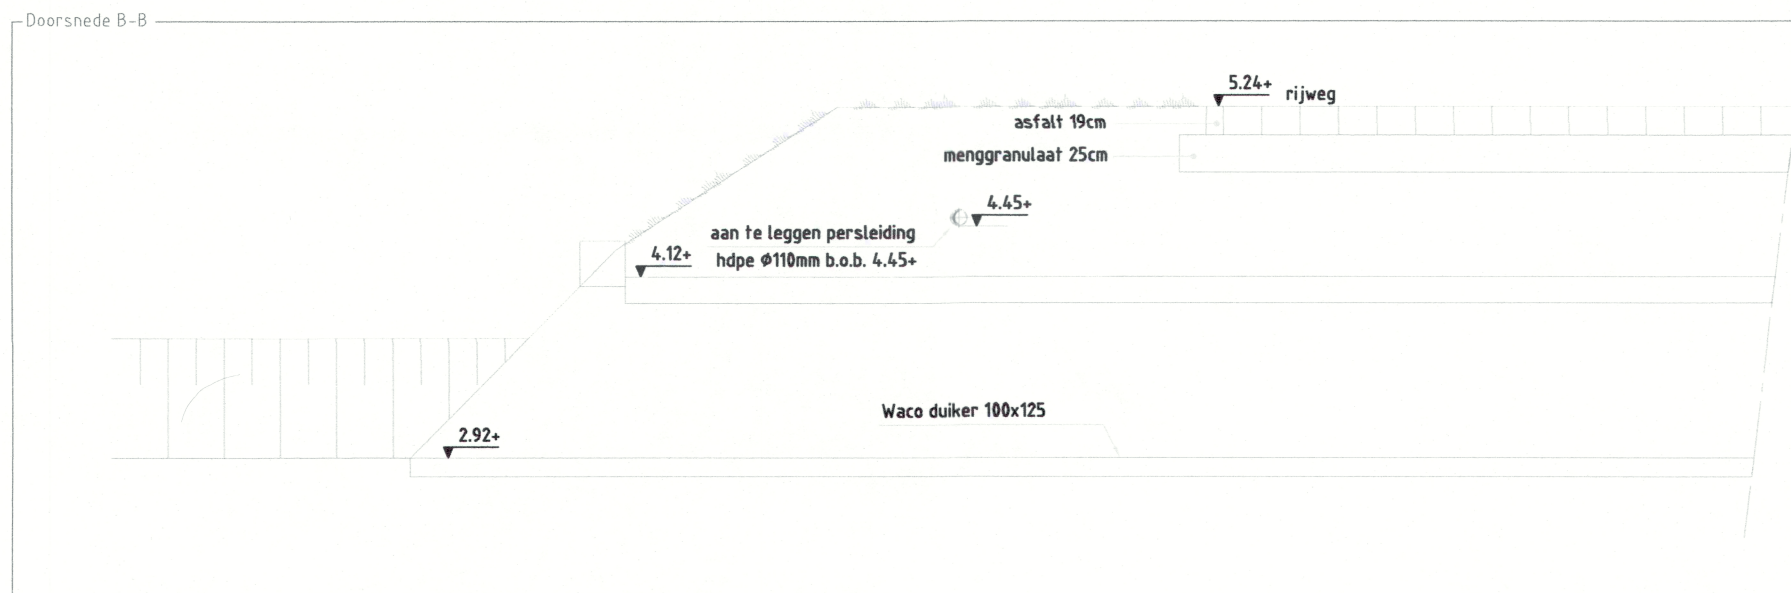 Doorsnede B-B
5.24+ rijweg
asfalt 19cm
menggranulaat 25cm
4.45+
aan te leggen persleiding
4.12+
hdpe Ø110mm b.o.b. 4.45+
Waco duiker 100x125
2.92+